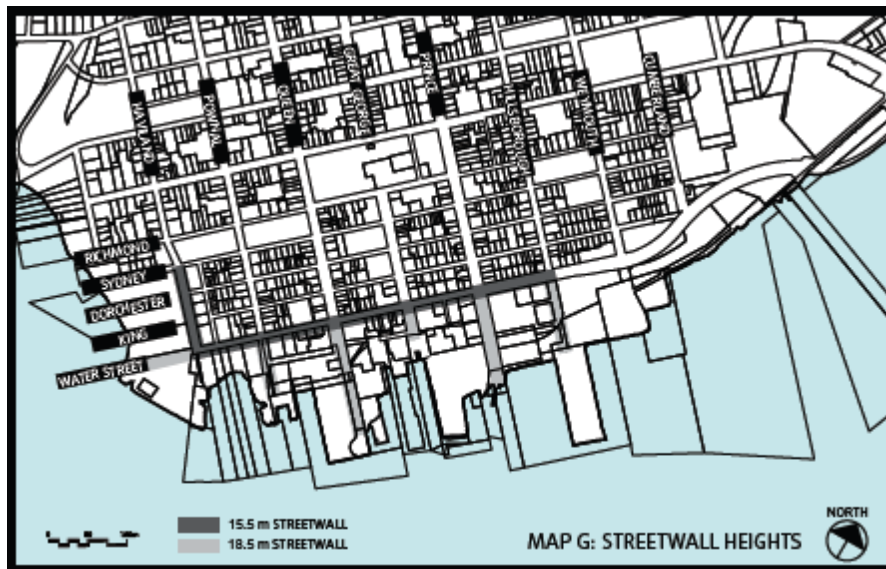 MAITLAND
POWNAL
QUEEN
GREAT GEORGE
PRINCE
HILLSBOROUGH
WEYMOUTH
CUMBERLAND
RICHMOND
SYDNEY
DORCHESTER
KING
WATER STREET
15.5 m STREETWALL
18.5 m STREETWALL
MAP G: STREETWALL HEIGHTS
NORTH